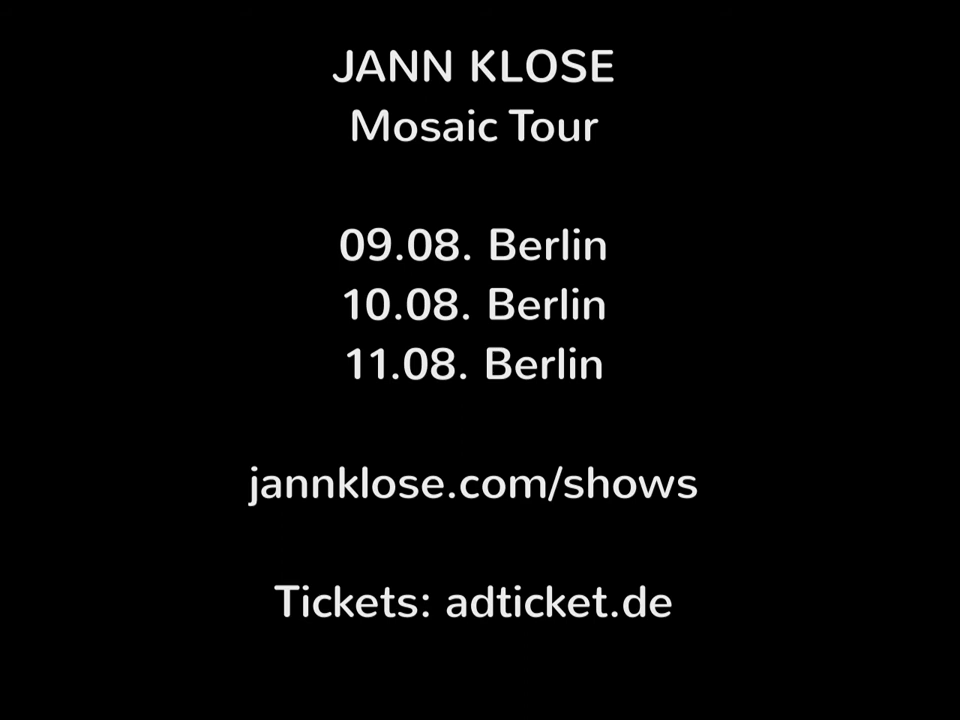 JANN KLOSE
Mosaic Tour
09.08. Berlin
10.08. Berlin
11.08. Berlin
jannklose.com/shows
Tickets: adticket.de